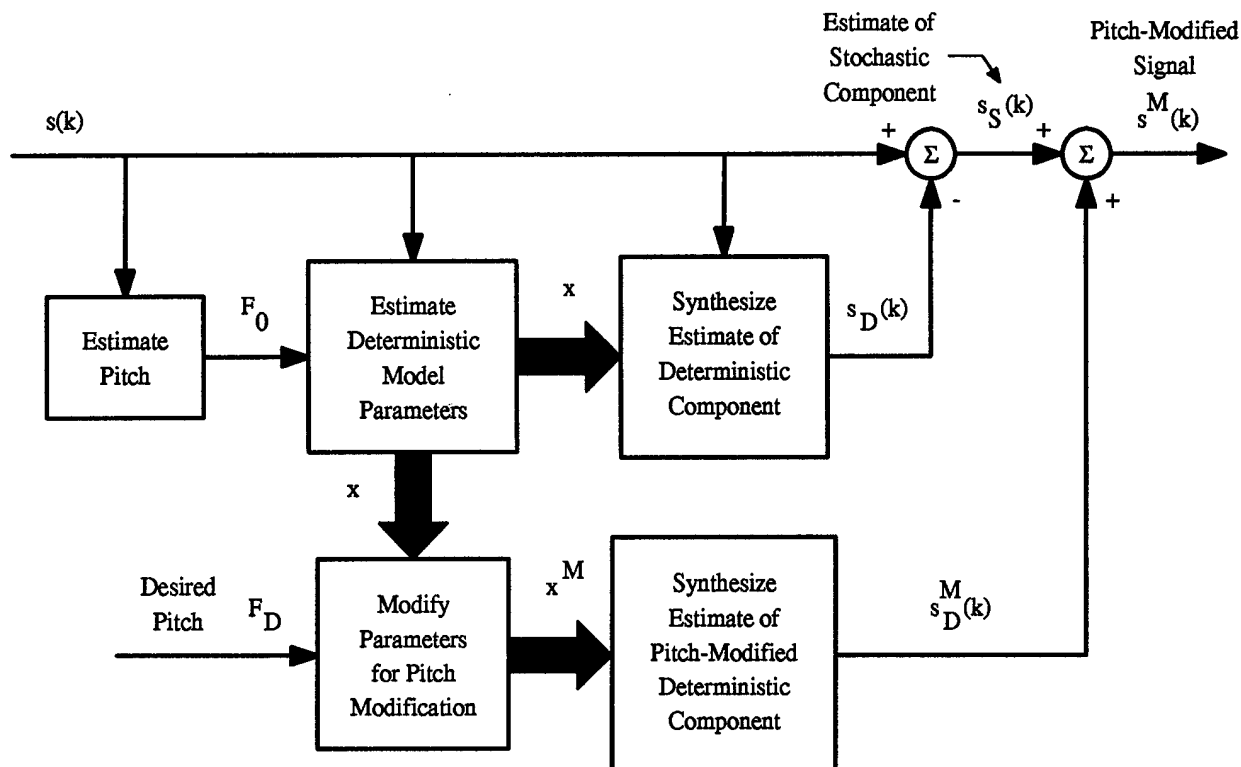 Estimate of
Stochastic
Component
Pitch-Modified
Signal
s(k)
s_S(k)
s^M(k)
+
Σ
+
Σ
-
+
Estimate
Pitch
F_0
Estimate
Deterministic
Model
Parameters
x
Synthesize
Estimate of
Deterministic
Component
s_D(k)
x
Desired
Pitch
F_D
Modify
Parameters
for Pitch
Modification
x^M
Synthesize
Estimate of
Pitch-Modified
Deterministic
Component
s_D^M(k)